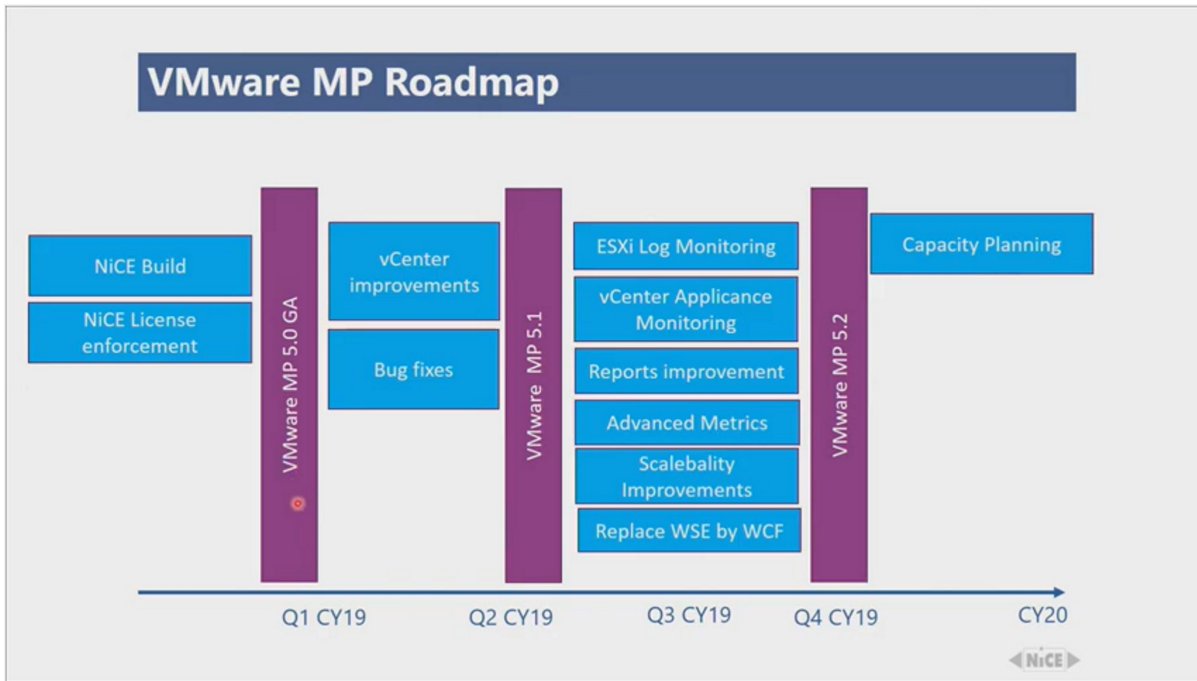 VMware MP Roadmap
NiCE Build
NiCE License
enforcement
VMware MP 5.0 GA
vCenter
improvements
Bug fixes
VMware  MP 5.1
ESXi Log Monitoring
vCenter Applicance
Monitoring
Reports improvement
Advanced Metrics
Scalebality
Improvements
Replace WSE by WCF
VMware MP 5.2
Capacity Planning
Q1 CY19
Q2 CY19
Q3 CY19
Q4 CY19
CY20
NiCE